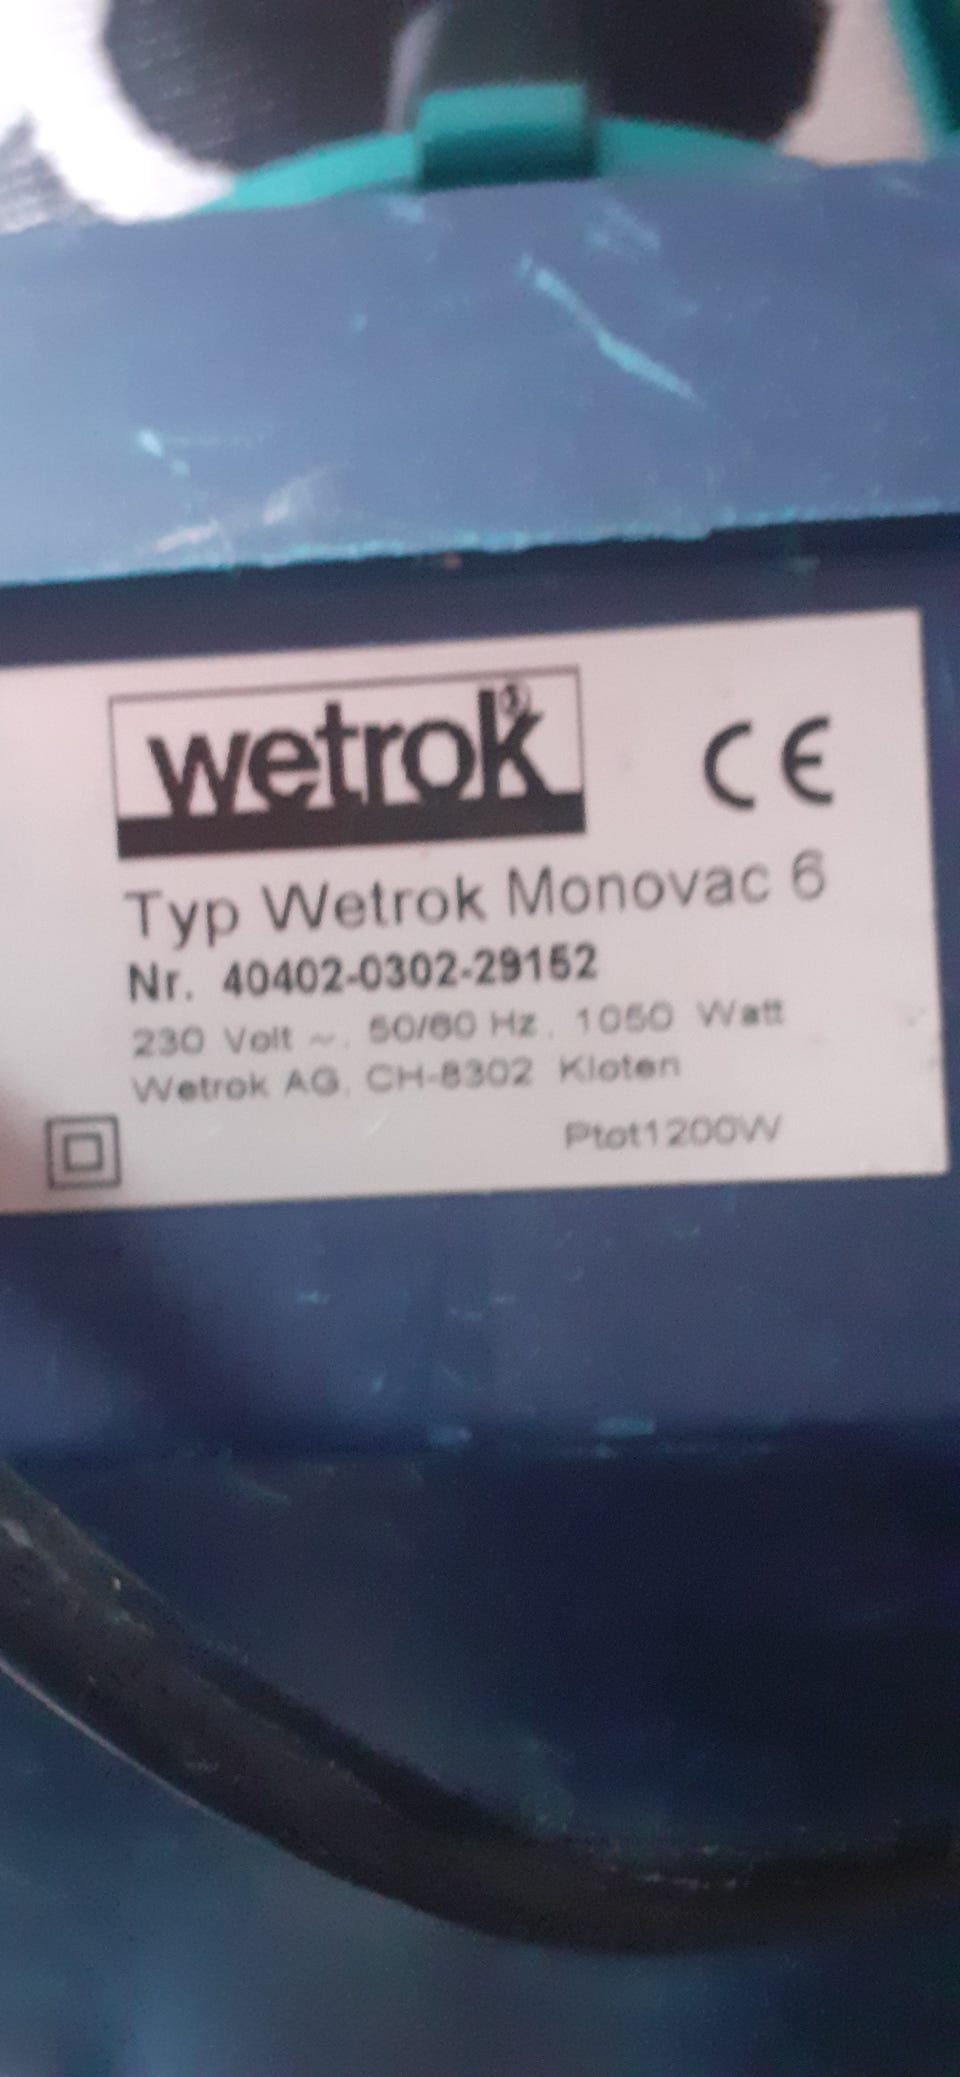 wetrok®
CE
Typ Wetrok Monovac 6
Nr. 40402-0302-29152
230 Volt ~, 50/60 Hz, 1050 Watt
Wetrok AG, CH-8302 Kloten
Ptot1200W